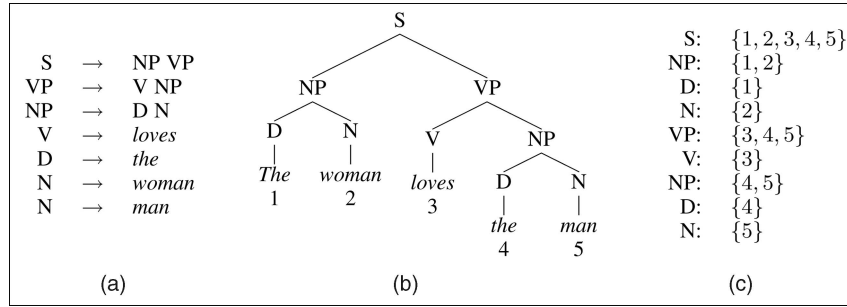 S → NP VP
VP → V NP
NP → D N
V → loves
D → the
N → woman
N → man
(a)
S
NP VP
D N V NP
The woman loves D N
1 2 3 the man
4 5
(b)
S: {1, 2, 3, 4, 5}
NP: {1, 2}
D: {1}
N: {2}
VP: {3, 4, 5}
V: {3}
NP: {4, 5}
D: {4}
N: {5}
(c)